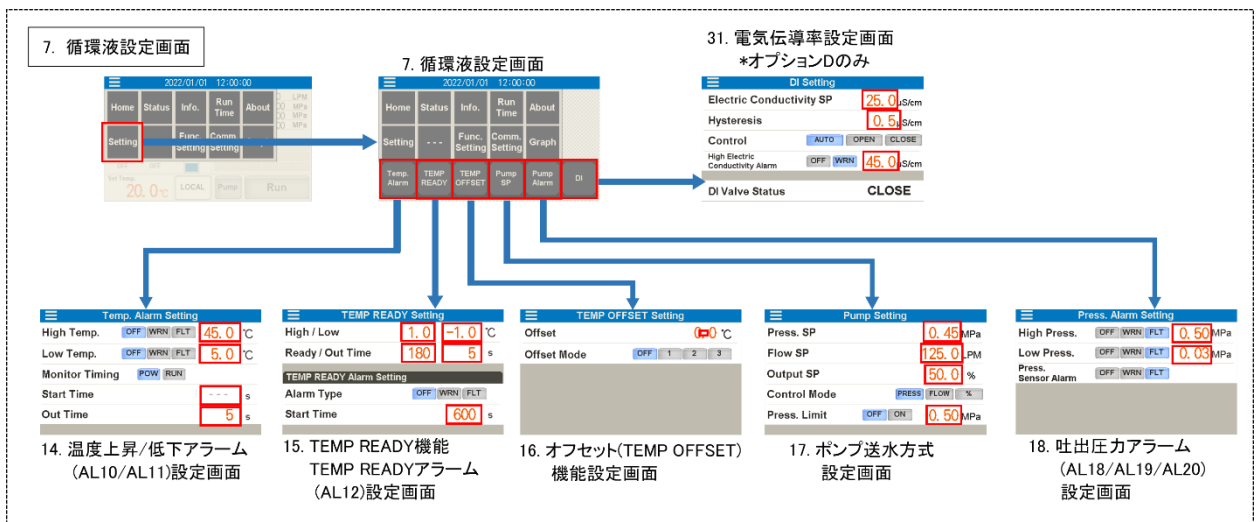 7. 循環液設定画面
2022/01/01 12:00:00
Home Status Info. Run Time About
LPM
MPa
MPa
MPa
Setting Func. Setting Comm. Setting
Set Temp.
20.0℃ LOCAL Pump Run
7. 循環液設定画面
2022/01/01 12:00:00
Home Status Info. Run Time About
Setting --- Func. Setting Comm. Setting Graph
Temp. Alarm TEMP READY TEMP OFFSET Pump SP Pump Alarm DI
31. 電気伝導率設定画面
*オプションDのみ
DI Setting
Electric Conductivity SP 25.0 μS/cm
Hysteresis 0.5 μS/cm
Control AUTO OPEN CLOSE
High Electric
Conductivity Alarm OFF WRN 45.0 μS/cm
DI Valve Status CLOSE
Temp. Alarm Setting
High Temp. OFF WRN FLT 45.0 ℃
Low Temp. OFF WRN FLT 5.0 ℃
Monitor Timing POW RUN
Start Time --- s
Out Time 5 s
14. 温度上昇/低下アラーム
(AL10/AL11)設定画面
TEMP READY Setting
High / Low 1.0 -1.0 ℃
Ready / Out Time 180 5 s
TEMP READY Alarm Setting
Alarm Type OFF WRN FLT
Start Time 600 s
15. TEMP READY機能
TEMP READYアラーム
(AL12)設定画面
TEMP OFFSET Setting
Offset 0.0 ℃
Offset Mode OFF 1 2 3
16. オフセット(TEMP OFFSET)
機能設定画面
Pump Setting
Press. SP 0.45 MPa
Flow SP 125.0 LPM
Output SP 50.0 %
Control Mode PRESS FLOW %
Press. Limit OFF ON 0.50 MPa
17. ポンプ送水方式
設定画面
Press. Alarm Setting
High Press. OFF WRN FLT 0.50 MPa
Low Press. OFF WRN FLT 0.03 MPa
Press.
Sensor Alarm OFF WRN FLT
18. 吐出圧力アラーム
(AL18/AL19/AL20)
設定画面